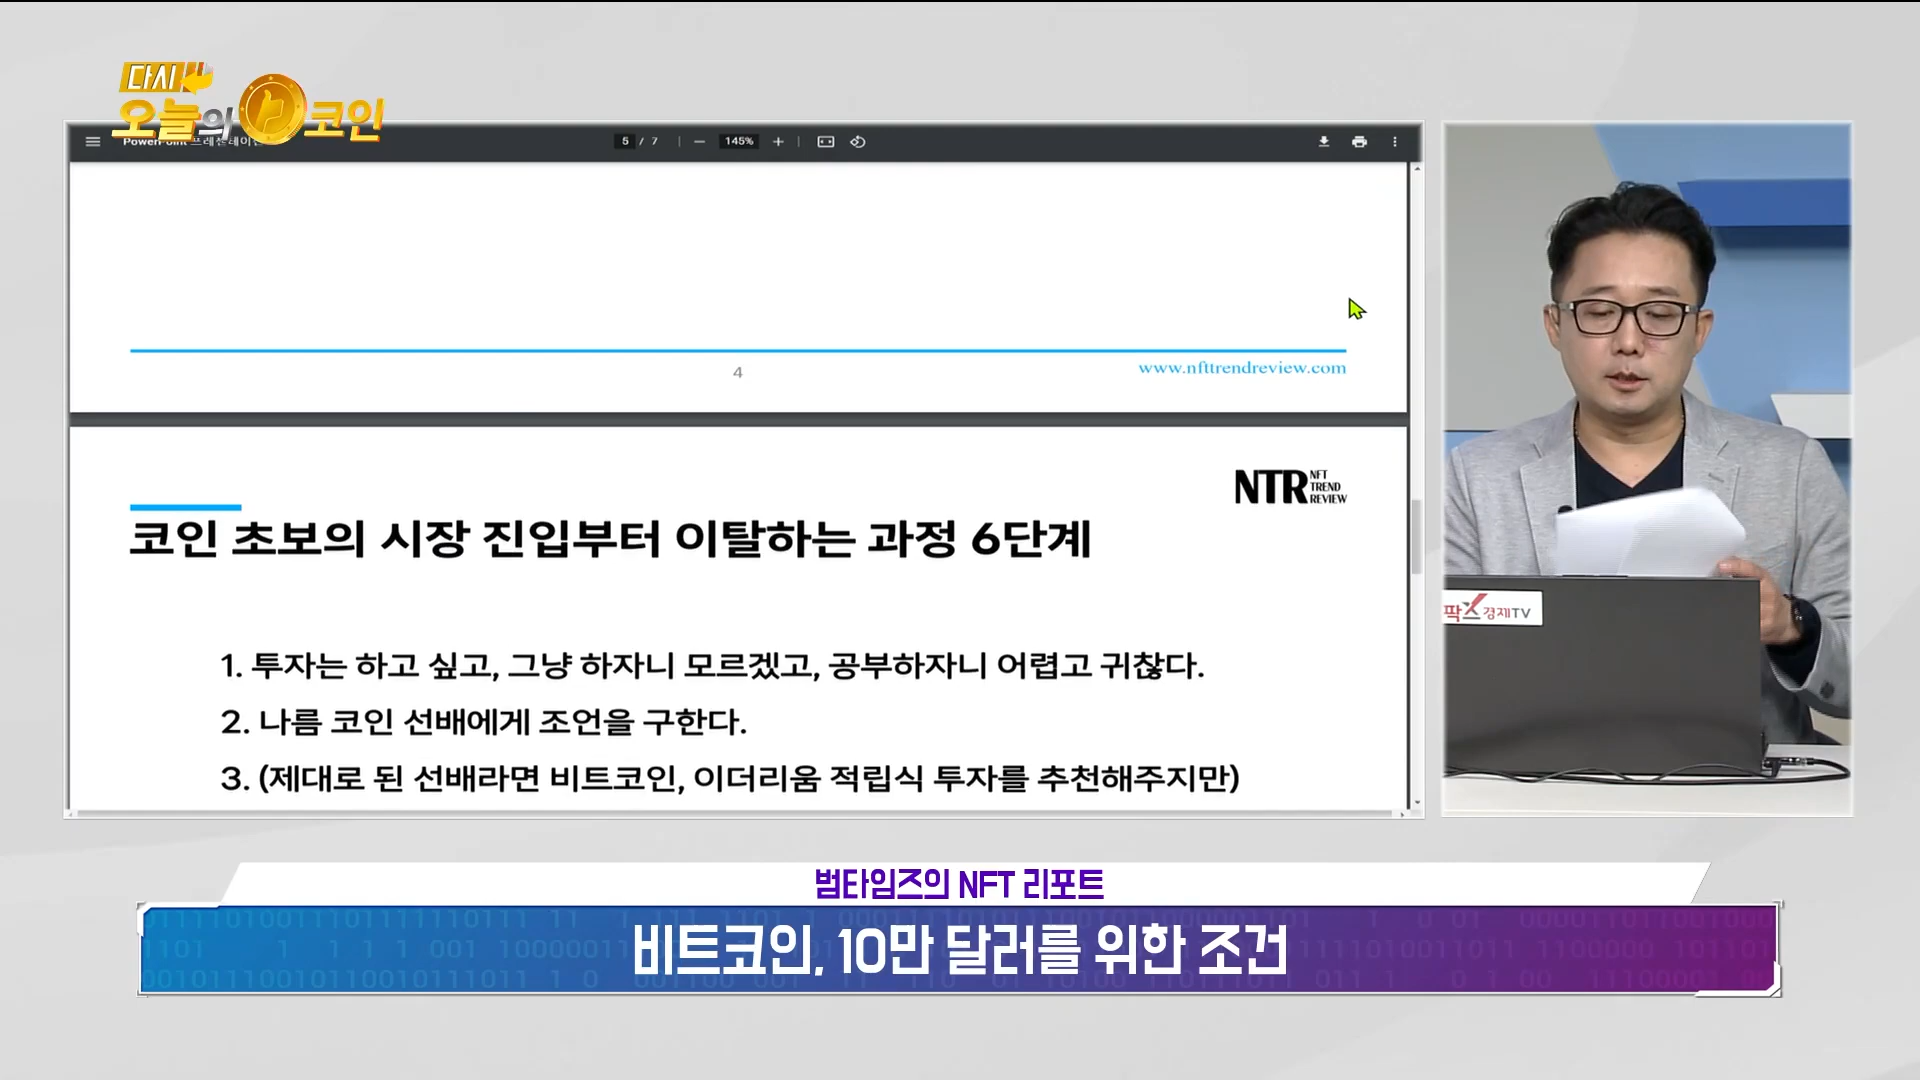 다시
오늘의 코인
PowerPoint 프레젠테이션
5 / 7
145%
4
www.nfttrendreview.com
NTR NFT TREND REVIEW
코인 초보의 시장 진입부터 이탈하는 과정 6단계
1. 투자는 하고 싶고, 그냥 하자니 모르겠고, 공부하자니 어렵고 귀찮다.
2. 나름 코인 선배에게 조언을 구한다.
3. (제대로 된 선배라면 비트코인, 이더리움 적립식 투자를 추천해주지만)
팍스경제TV
범타임즈의 NFT 리포트
비트코인, 10만 달러를 위한 조건